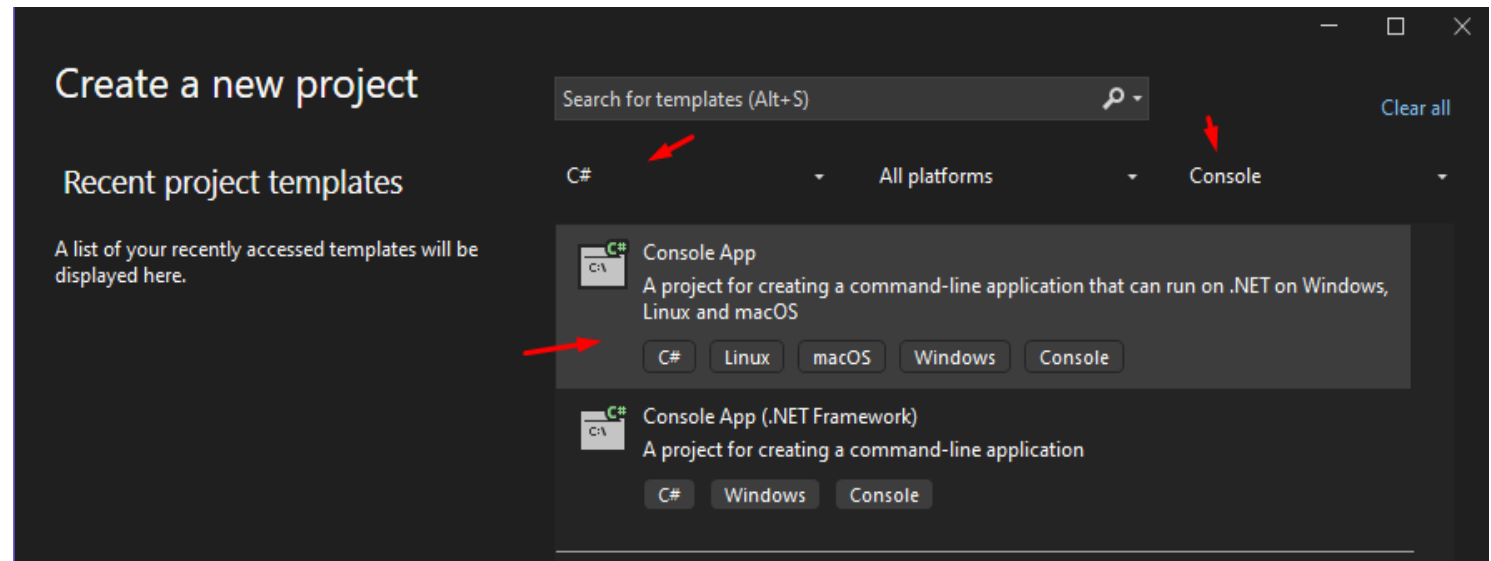 Create a new project
Search for templates (Alt+S)
Clear all
Recent project templates
C#
All platforms
Console
A list of your recently accessed templates will be
displayed here.
C#
C:\
Console App
A project for creating a command-line application that can run on .NET on Windows,
Linux and macOS
C# Linux macOS Windows Console
C#
C:\
Console App (.NET Framework)
A project for creating a command-line application
C# Windows Console